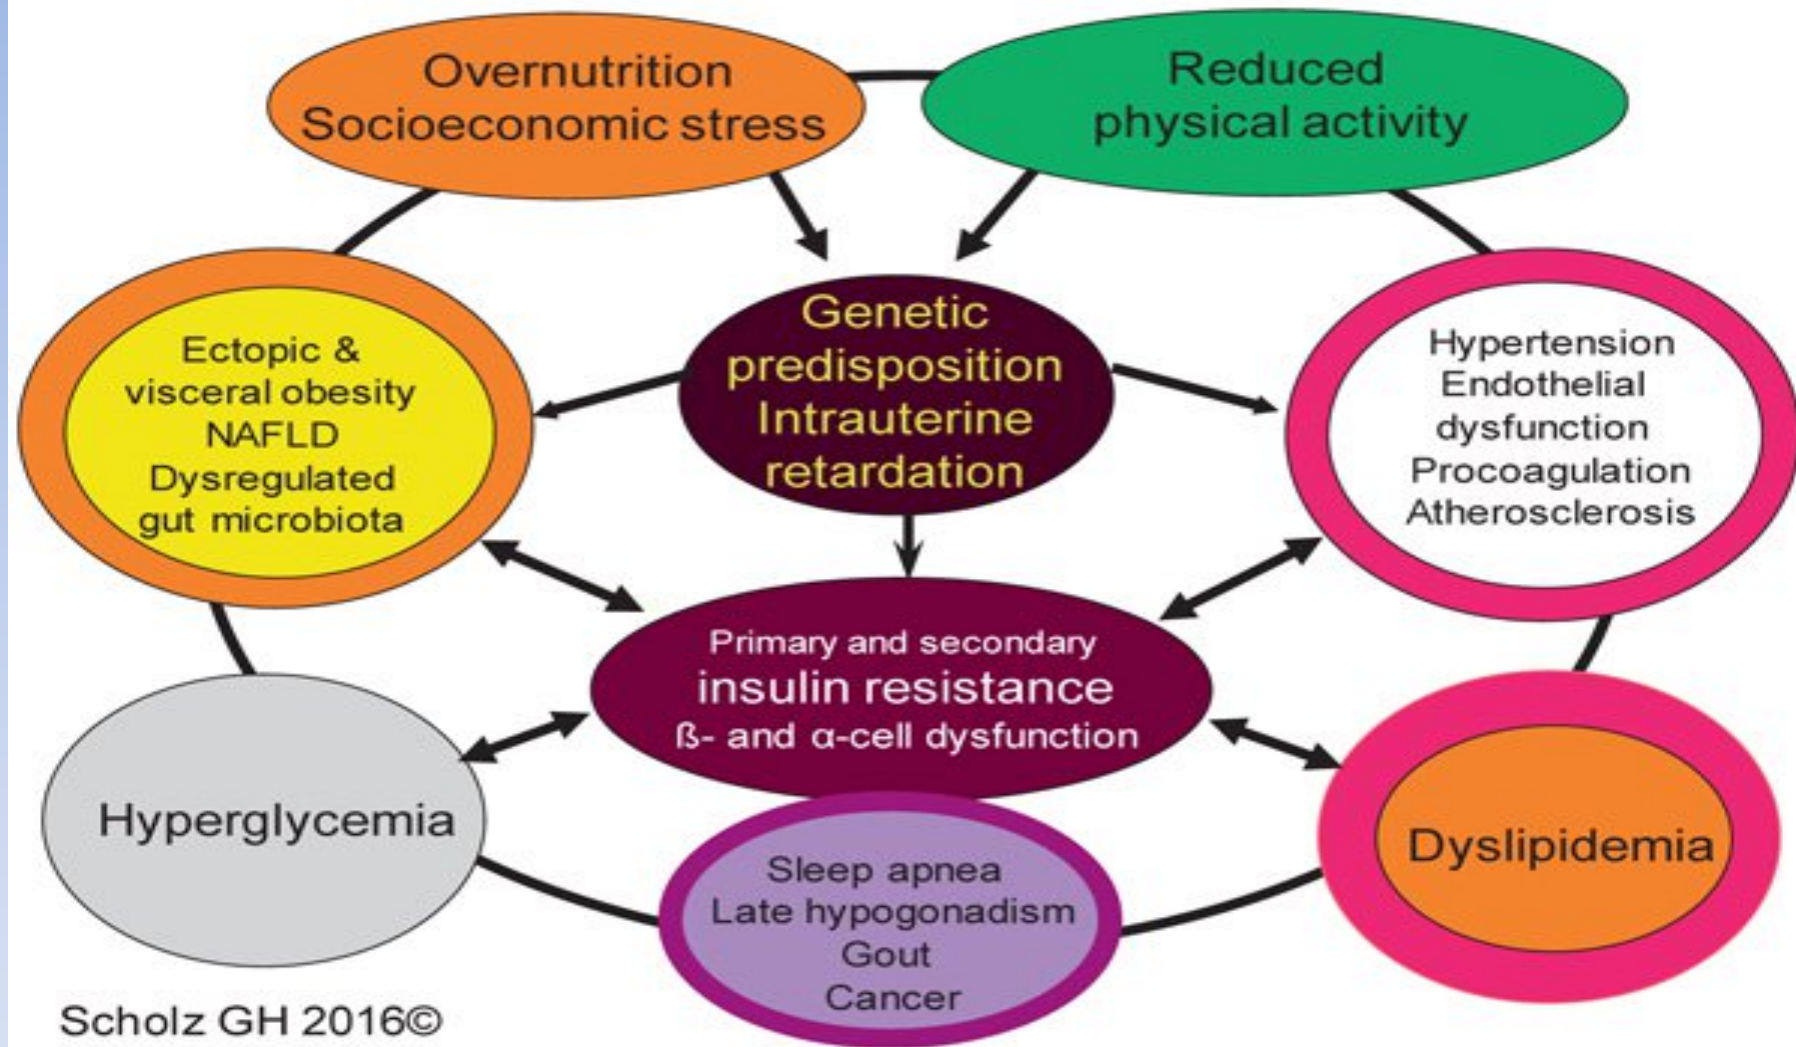 Overnutrition
Socioeconomic stress
Reduced
physical activity
Genetic
predisposition
Intrauterine
retardation
Ectopic &
visceral obesity
NAFLD
Dysregulated
gut microbiota
Hypertension
Endothelial
dysfunction
Procoagulation
Atherosclerosis
Primary and secondary
insulin resistance
ß- and α-cell dysfunction
Hyperglycemia
Dyslipidemia
Sleep apnea
Late hypogonadism
Gout
Cancer
Scholz GH 2016©